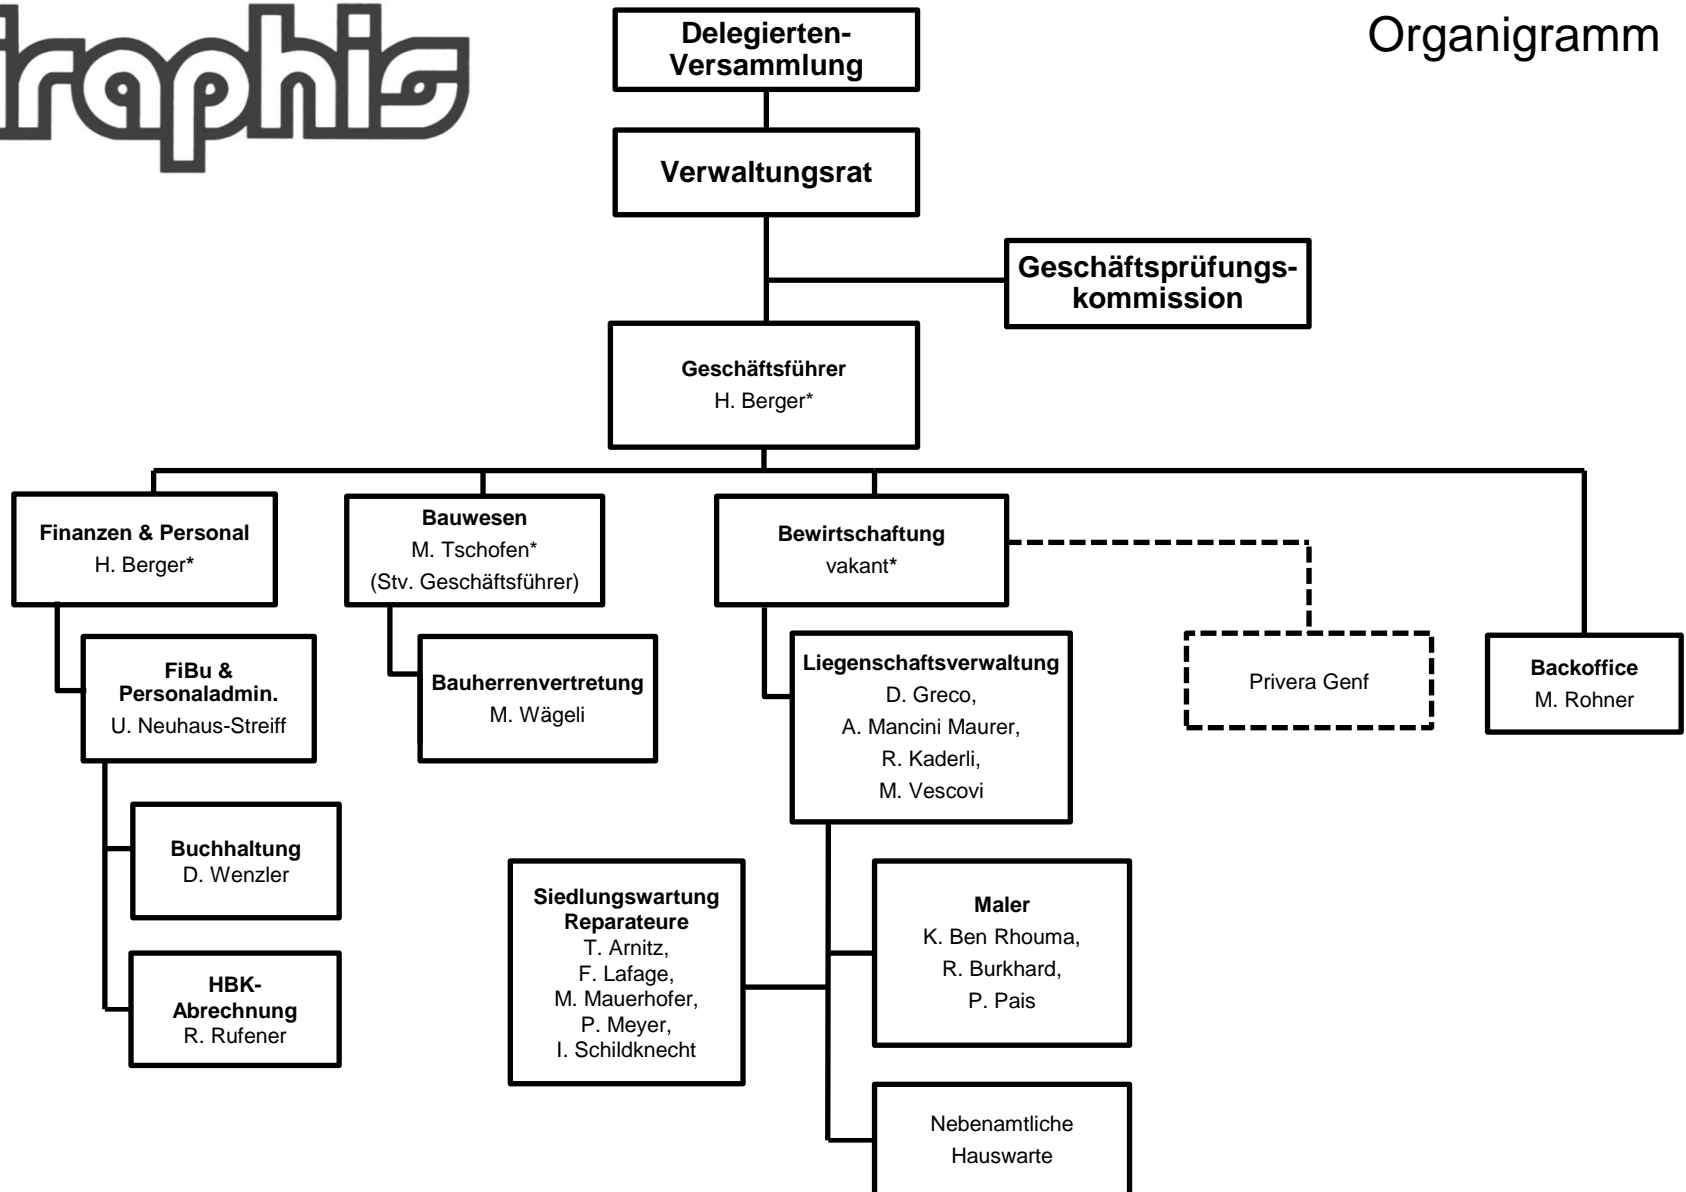 raphis
Organigramm
Delegierten-
Versammlung
Verwaltungsrat
Geschäftsprüfungs-
kommission
Geschäftsführer
H. Berger*
Finanzen & Personal
H. Berger*
Bauwesen
M. Tschofen*
(Stv. Geschäftsführer)
Bewirtschaftung
vakant*
FiBu &
Personaladmin.
U. Neuhaus-Streiff
Bauherrenvertretung
M. Wägeli
Liegenschaftsverwaltung
D. Greco,
A. Mancini Maurer,
R. Kaderli,
M. Vescovi
Privera Genf
Backoffice
M. Rohner
Buchhaltung
D. Wenzler
HBK-
Abrechnung
R. Rufener
Siedlungswartung
Reparateure
T. Arnitz,
F. Lafage,
M. Mauerhofer,
P. Meyer,
I. Schildknecht
Maler
K. Ben Rhouma,
R. Burkhard,
P. Pais
Nebenamtliche
Hauswarte